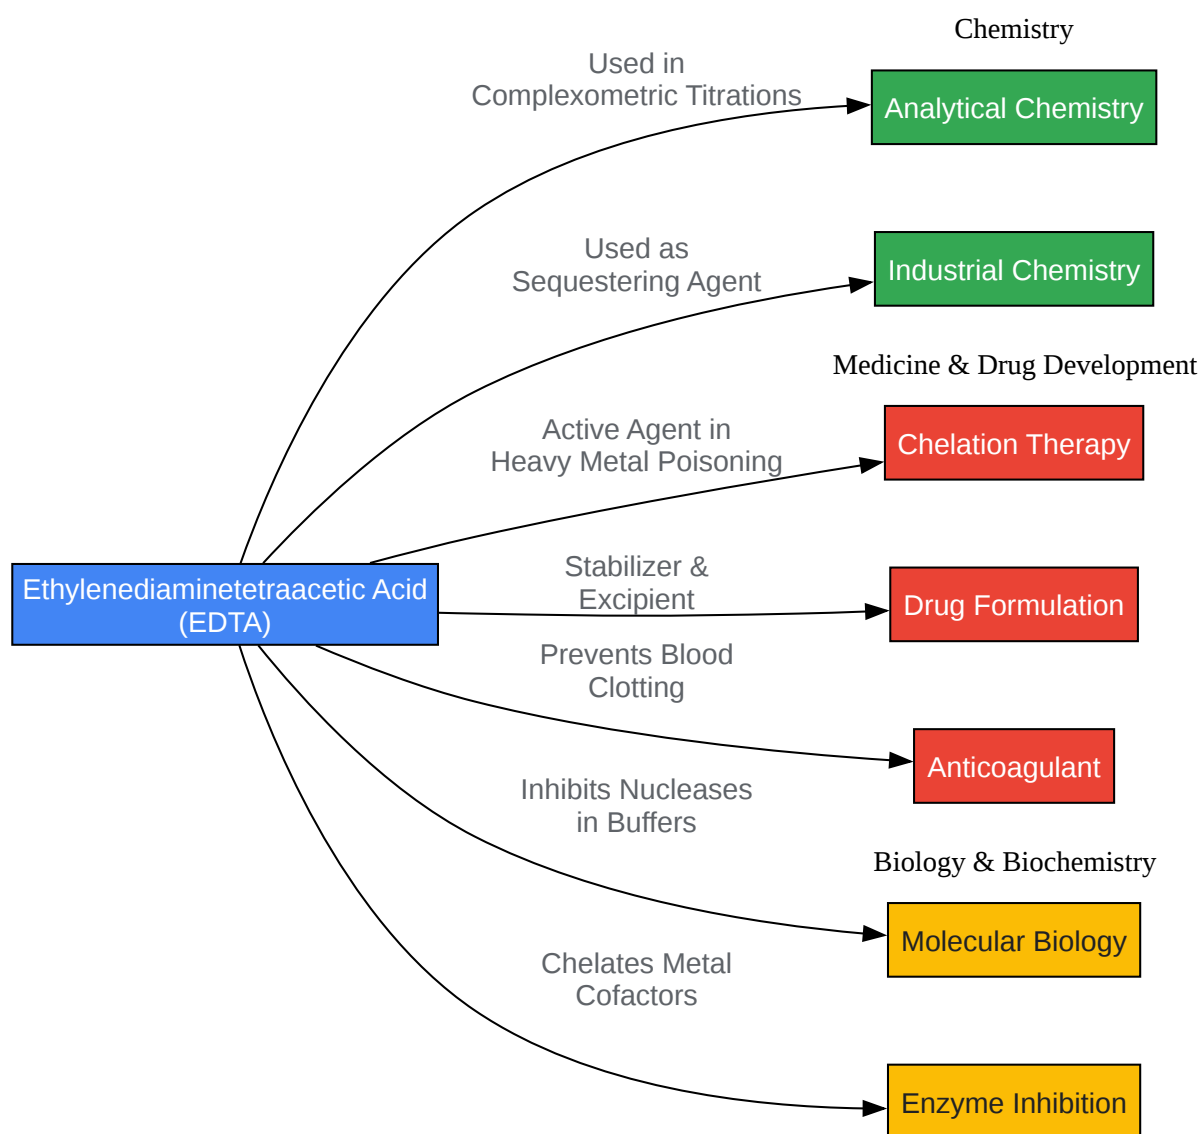 Chemistry
Used in
Complexometric Titrations
Analytical Chemistry
Used as
Sequestering Agent
Industrial Chemistry
Medicine & Drug Development
Active Agent in
Heavy Metal Poisoning
Chelation Therapy
Ethylenediaminetetraacetic Acid
(EDTA)
Stabilizer &
Excipient
Drug Formulation
Prevents Blood
Clotting
Anticoagulant
Inhibits Nucleases
in Buffers
Biology & Biochemistry
Molecular Biology
Chelates Metal
Cofactors
Enzyme Inhibition